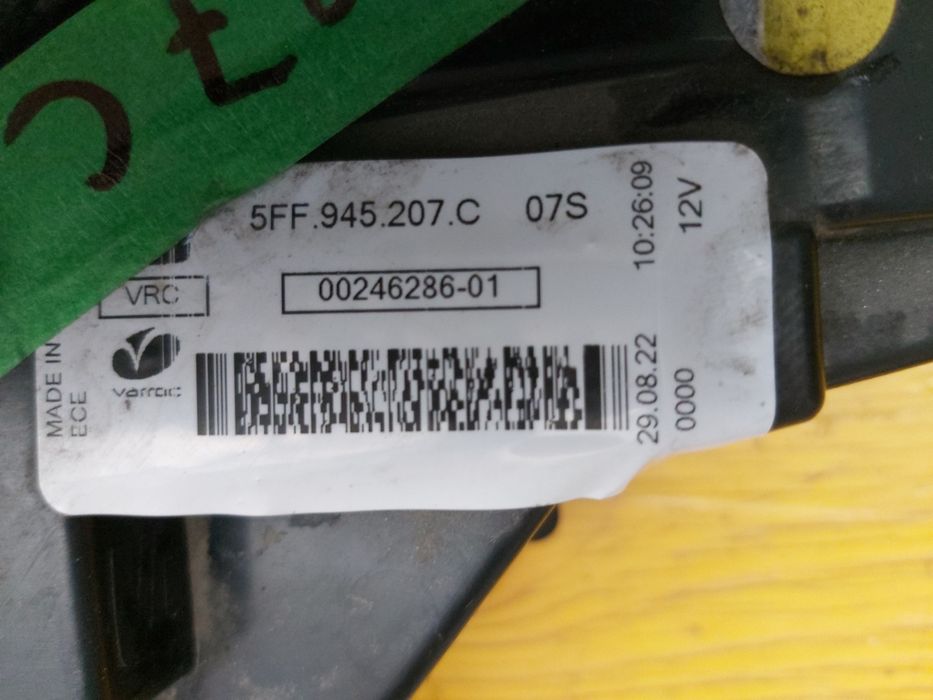 5FF.945.207.C 07S
VRC
00246286-01
varroc
MADE IN
ECE
29.08.22 10:26:09
0000 12V